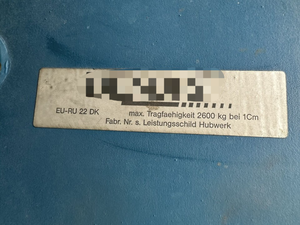 EU-RU 22 DK max. Tragfaehigkeit 2600 kg bei 1Cm
Fabr. Nr. s. Leistungsschild Hubwerk